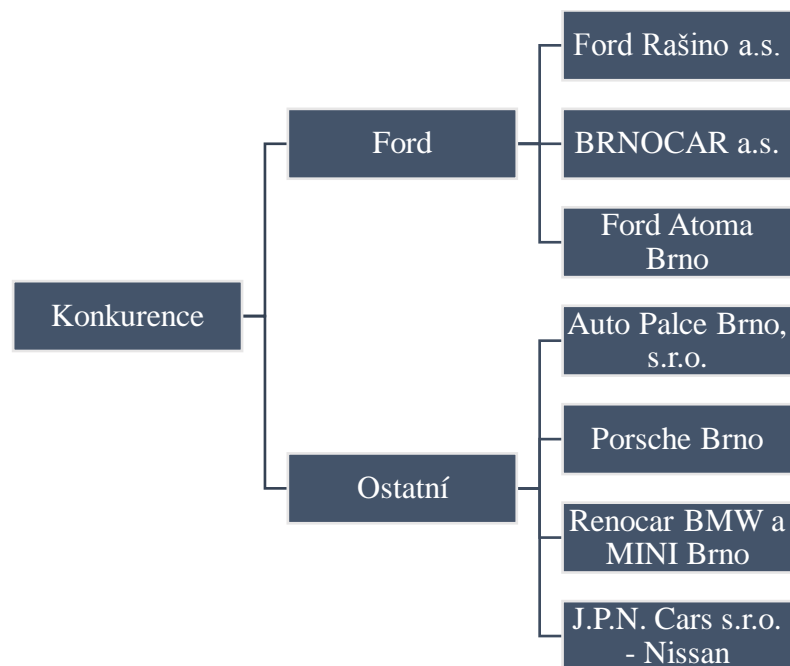 Konkurence
Ford
Ford Rašino a.s.
BRNOCAR a.s.
Ford Atoma
Brno
Ostatní
Auto Palce Brno,
s.r.o.
Porsche Brno
Renocar BMW a
MINI Brno
J.P.N. Cars s.r.o.
- Nissan